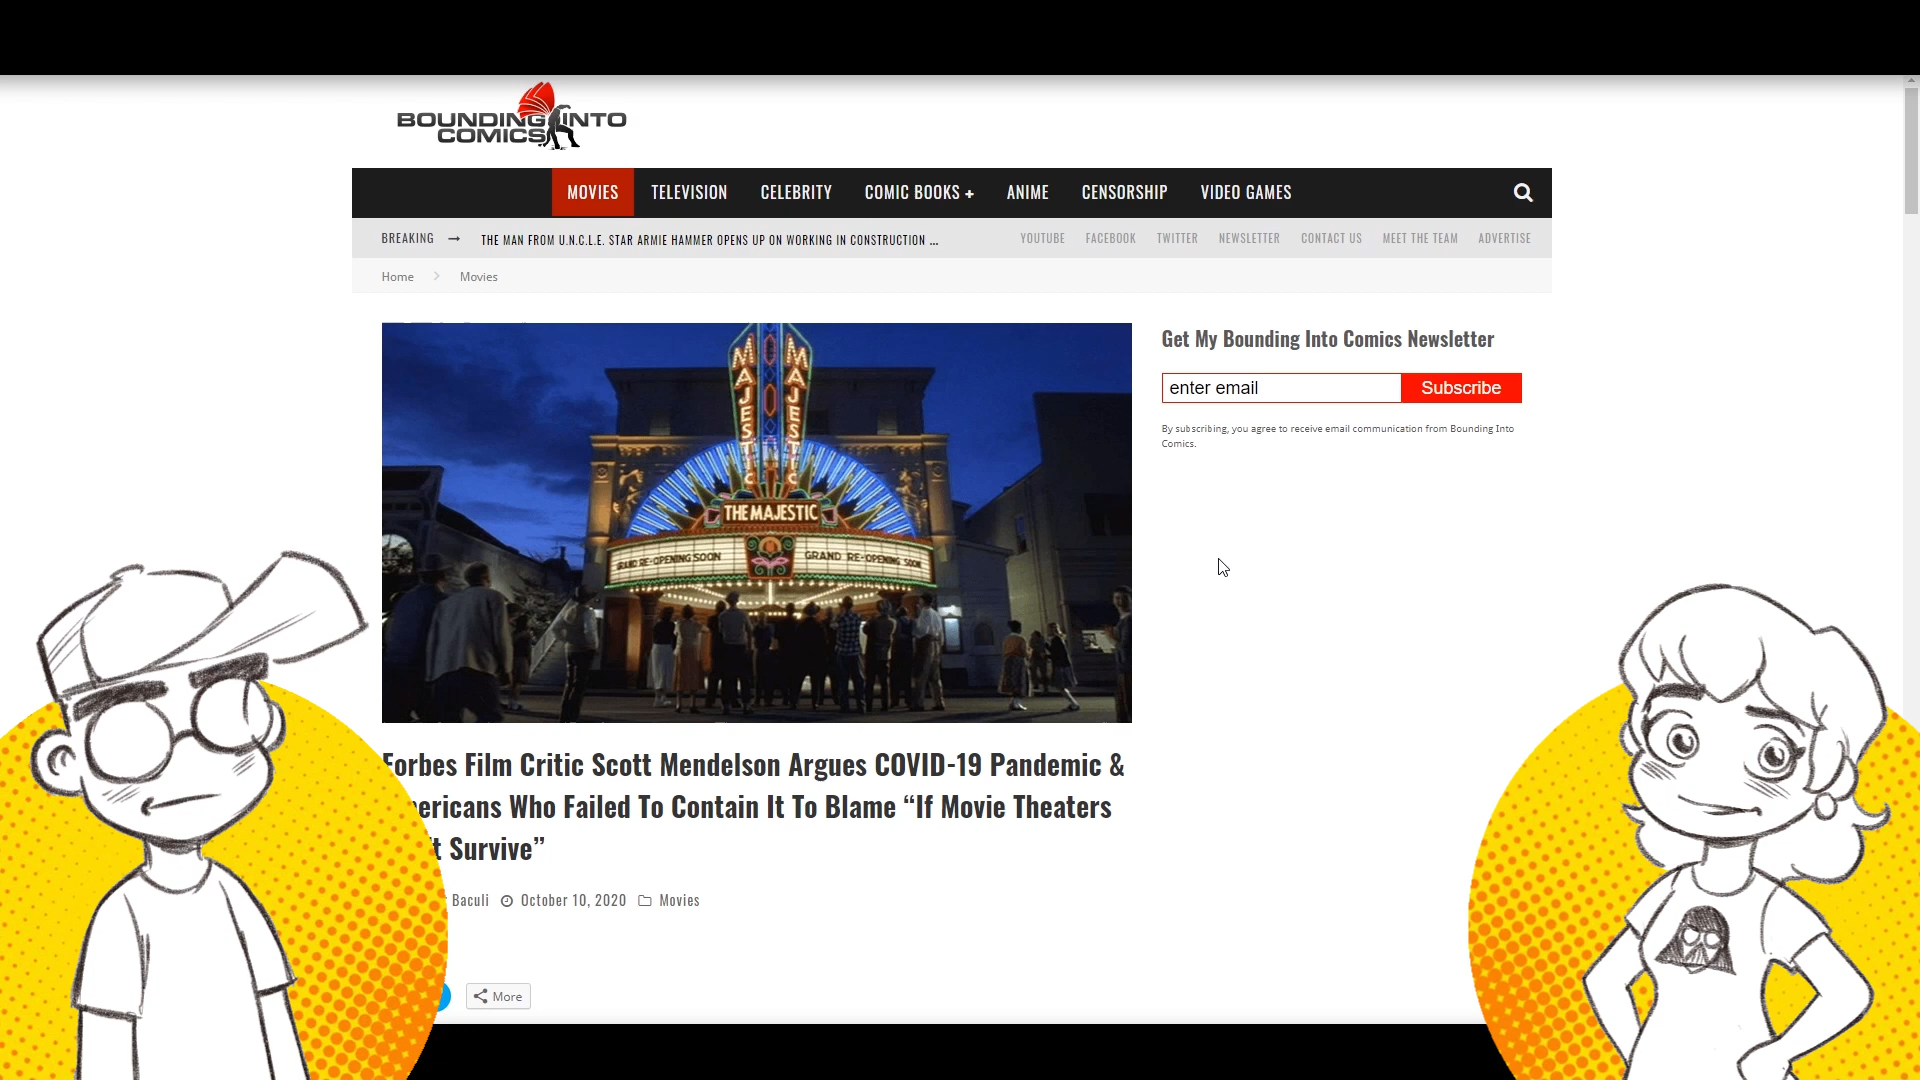 BOUNDING INTO
COMICS
MOVIES TELEVISION CELEBRITY COMIC BOOKS + ANIME CENSORSHIP VIDEO GAMES
BREAKING → THE MAN FROM U.N.C.L.E. STAR ARMIE HAMMER OPENS UP ON WORKING IN CONSTRUCTION ... YOUTUBE FACEBOOK TWITTER NEWSLETTER CONTACT US MEET THE TEAM ADVERTISE
Home > Movies
Get My Bounding Into Comics Newsletter
enter email Subscribe
By subscribing, you agree to receive email communication from Bounding Into
Comics.
MAJESTIC MAJESTIC
THE MAJESTIC
GRAND RE-OPENING SOON GRAND RE-OPENING SOON
Forbes Film Critic Scott Mendelson Argues COVID-19 Pandemic &
ericans Who Failed To Contain It To Blame “If Movie Theaters
t Survive”
Baculi October 10, 2020 Movies
More